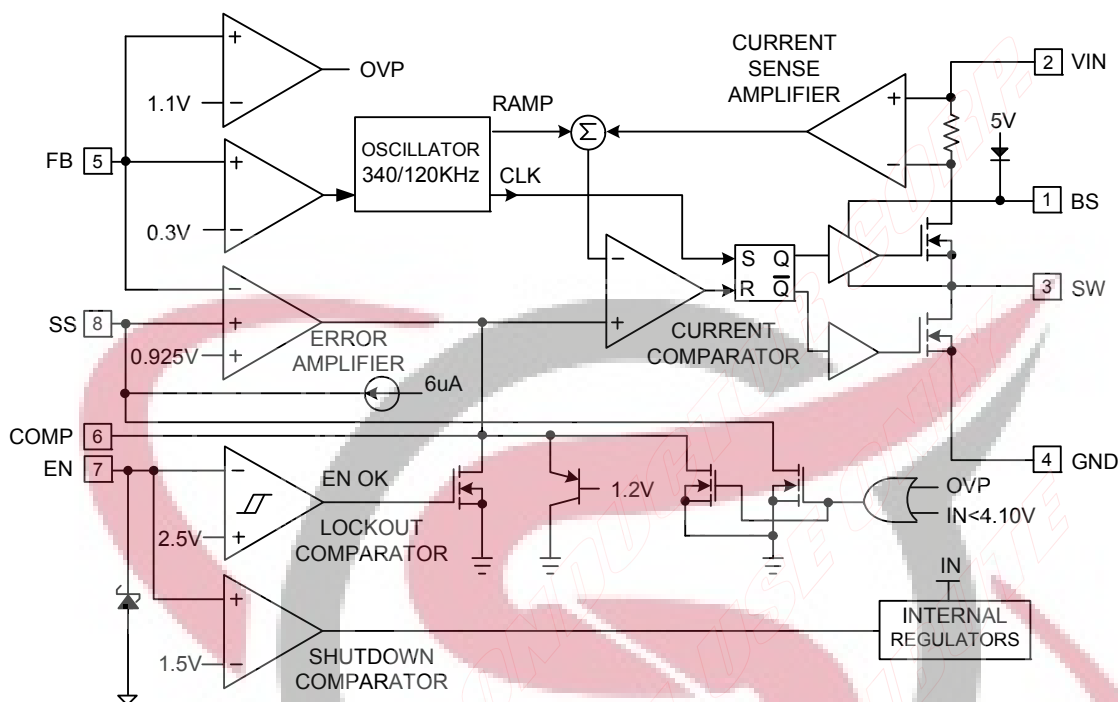 CURRENT
SENSE
AMPLIFIER
2 VIN
+
OVP
+
RAMP
1.1V
−
5V
−
Σ
OSCILLATOR
340/120KHz
FB 5
+
CLK
1 BS
0.3V
−
−
S Q
R Q̅
−
3 SW
SS 8
+
+
CURRENT
COMPARATOR
0.925V
+
ERROR
AMPLIFIER
6uA
COMP 6
EN 7
−
EN OK
4 GND
1.2V
OVP
IN<4.10V
2.5V
+
LOCKOUT
COMPARATOR
IN
+
INTERNAL
REGULATORS
1.5V
−
SHUTDOWN
COMPARATOR